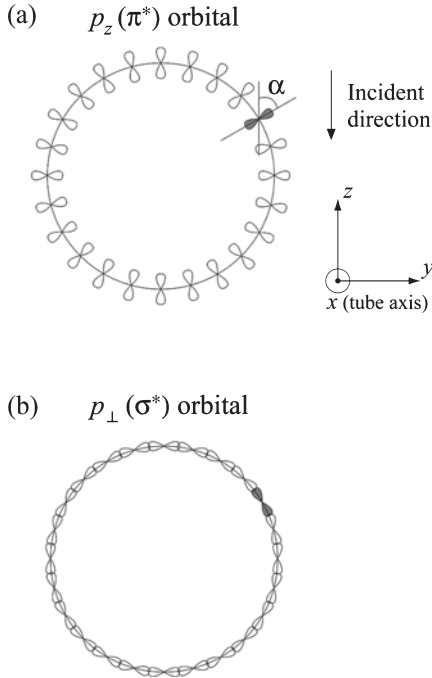 (a) p_z (π*) orbital
α
Incident
direction
z
y
x (tube axis)
(b) p_⊥ (σ*) orbital